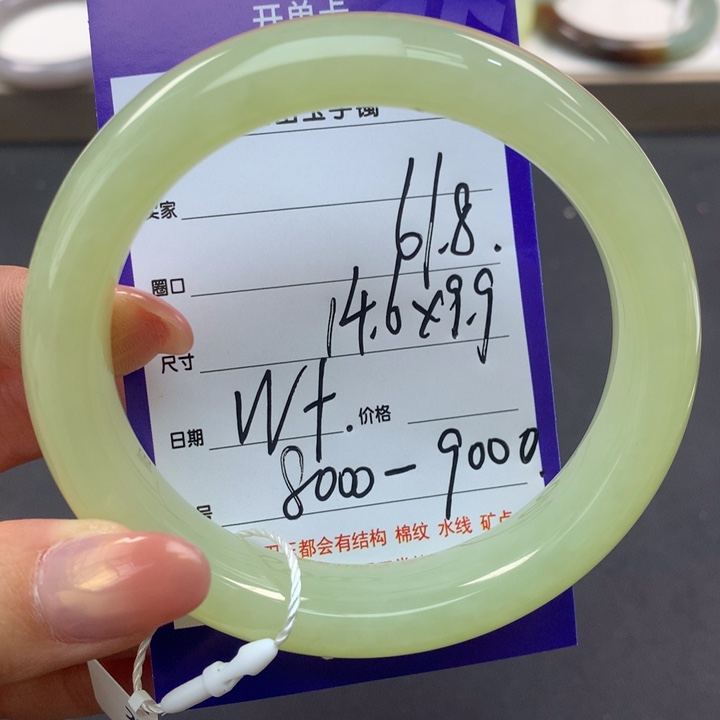 开单卡
玉手镯
卖家
61.8.
圈口
14.6x9.9
尺寸
Wt.
日期 价格
8000-9000.
号
都会有结构 棉纹 水线 矿点